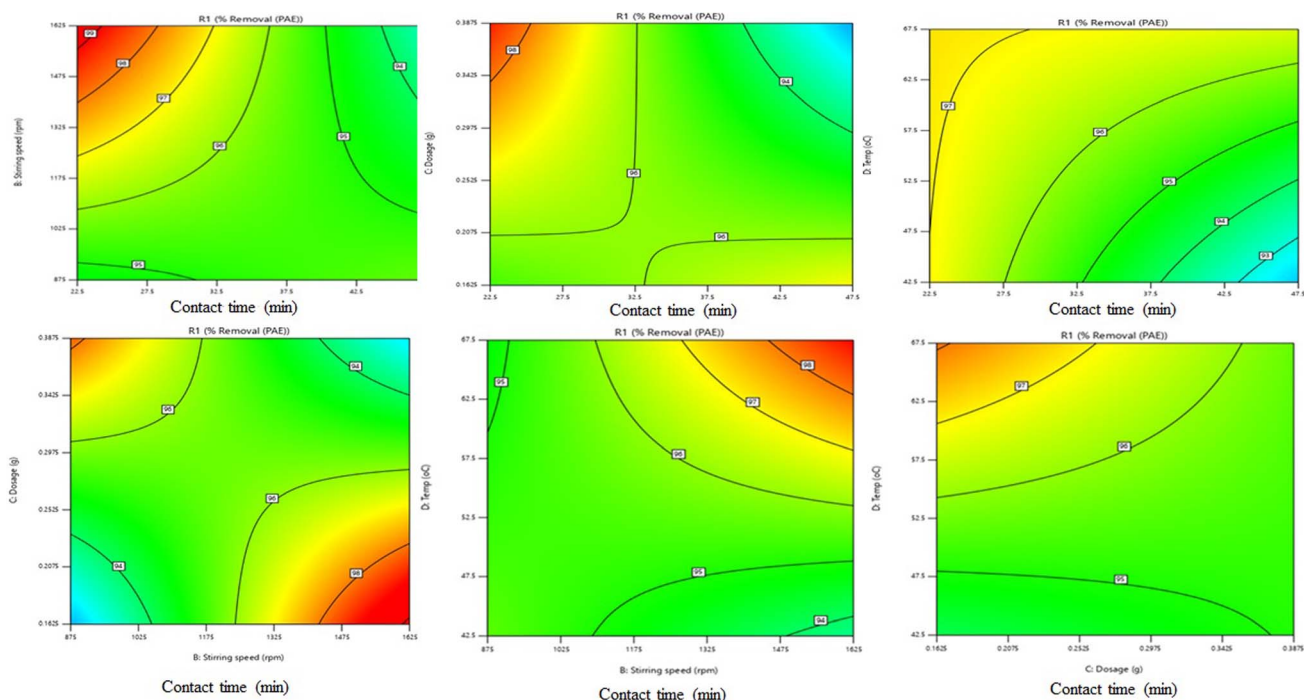 R1 (% Removal (PAE))
1625
1475
1325
1175
1025
875
B: Stirring speed (rpm)
99
98
97
96
95
95
94
22.5 27.5 32.5 37.5 42.5
Contact time (min)
R1 (% Removal (PAE))
0.3875
0.3425
0.2975
0.2525
0.2075
0.1625
C: Dosage (g)
98
94
96
96
22.5 27.5 32.5 37.5 42.5 47.5
Contact time (min)
R1 (% Removal (PAE))
67.5
62.5
57.5
52.5
47.5
42.5
D: Temp (oC)
97
96
95
94
93
22.5 27.5 32.5 37.5 42.5 47.5
Contact time (min)
R1 (% Removal (PAE))
0.3875
0.3425
0.2975
0.2525
0.2075
0.1625
C: Dosage (g)
94
96
96
94
98
875 1025 1175 1325 1475 1625
B: Stirring speed (rpm)
Contact time (min)
R1 (% Removal (PAE))
67.5
62.5
57.5
52.5
47.5
42.5
D: Temp (oC)
95
98
97
96
95
94
875 1025 1175 1325 1475 1625
B: Stirring speed (rpm)
Contact time (min)
R1 (% Removal (PAE))
67.5
62.5
57.5
52.5
47.5
42.5
D: Temp (oC)
97
96
95
0.1625 0.2075 0.2525 0.2975 0.3425 0.3875
C: Dosage (g)
Contact time (min)